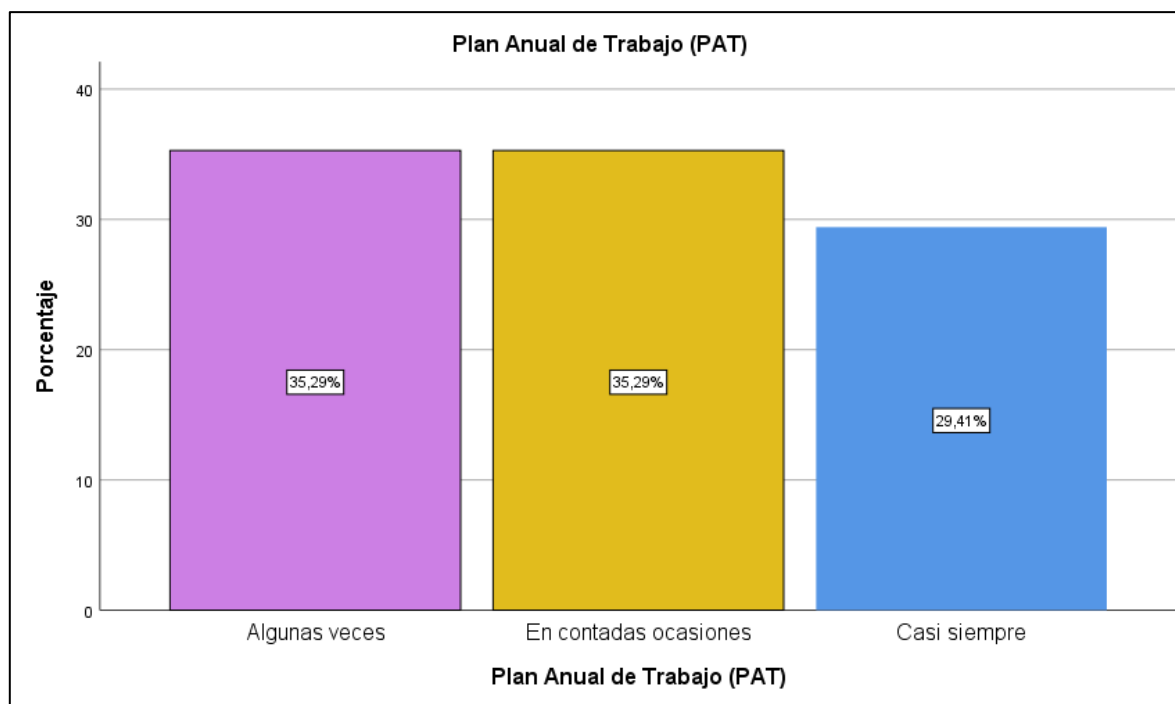 Plan Anual de Trabajo (PAT)
40
30
20
10
0
Porcentaje
35,29%
35,29%
29,41%
Algunas veces
En contadas ocasiones
Casi siempre
Plan Anual de Trabajo (PAT)